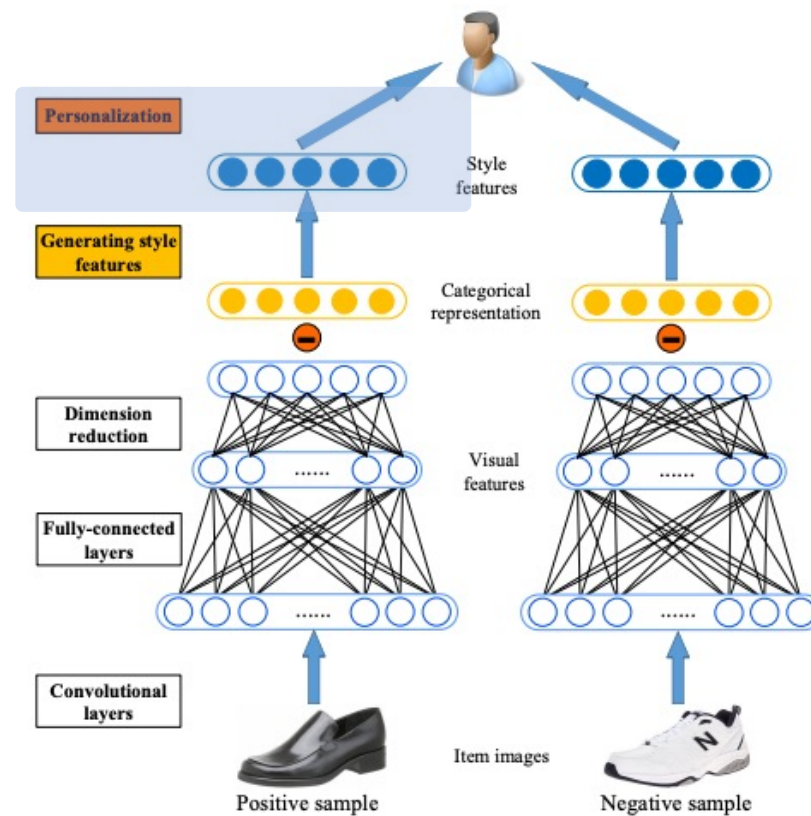 Personalization
Style
features
Generating style
features
Categorical
representation
Dimension
reduction
......
......
Visual
features
Fully-connected
layers
......
......
Convolutional
layers
N
Item images
Positive sample
Negative sample